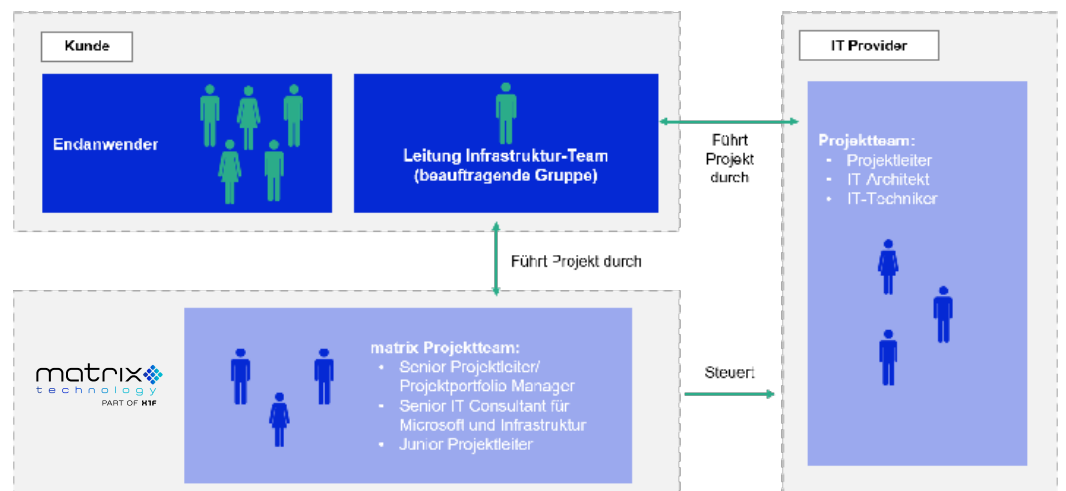 Kunde
Endanwender
Leitung Infrastruktur-Team
(beauftragende Gruppe)
Führt
Projekt
durch
IT Provider
Projektteam:
- Projektleiter
- IT Architekt
- IT-Techniker
Führt Projekt durch
matrix
technology
PART OF X1F
matrix Projektteam:
• Senior Projektleiter/
Projektportfolio Manager
• Senior IT Consultant für
Microsoft und Infrastruktur
• Junior Projektleiter
Steuert